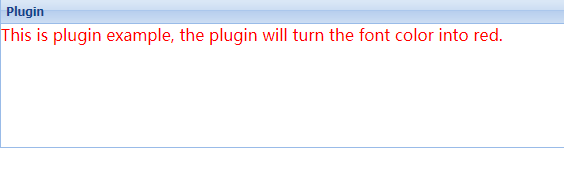 Plugin
This is plugin example, the plugin will turn the font color into red.